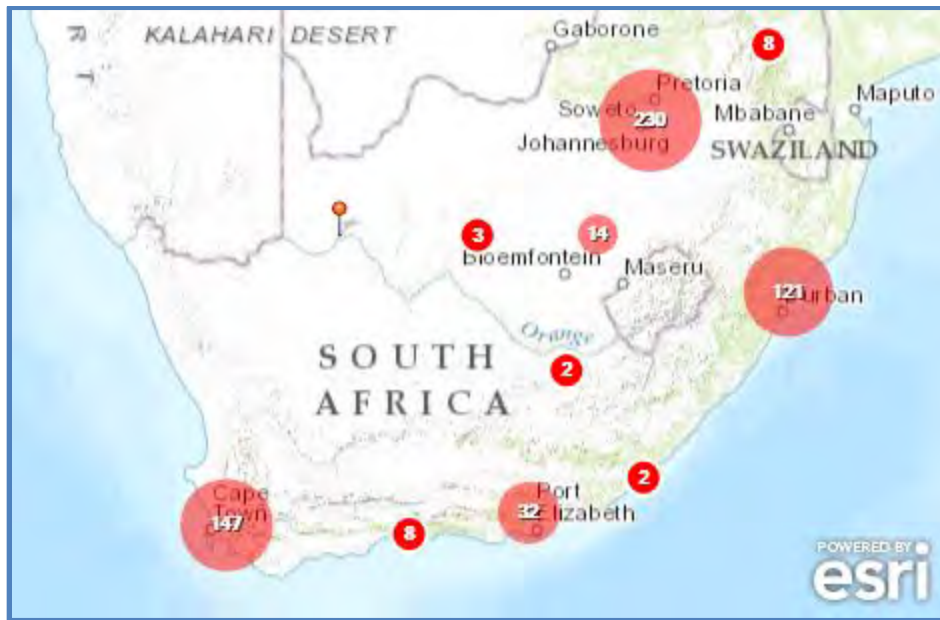 R
T
KALAHARI DESERT
Gaborone
8
Pretoria
Maputo
Soweto
230
Mbabane
Johannesburg
SWAZILAND
3
14
Bloemfontein
Maseru
121
Durban
Orange
SOUTH
AFRICA
2
2
Cape
Town
147
Port
Elizabeth
32
8
POWERED BY
esri